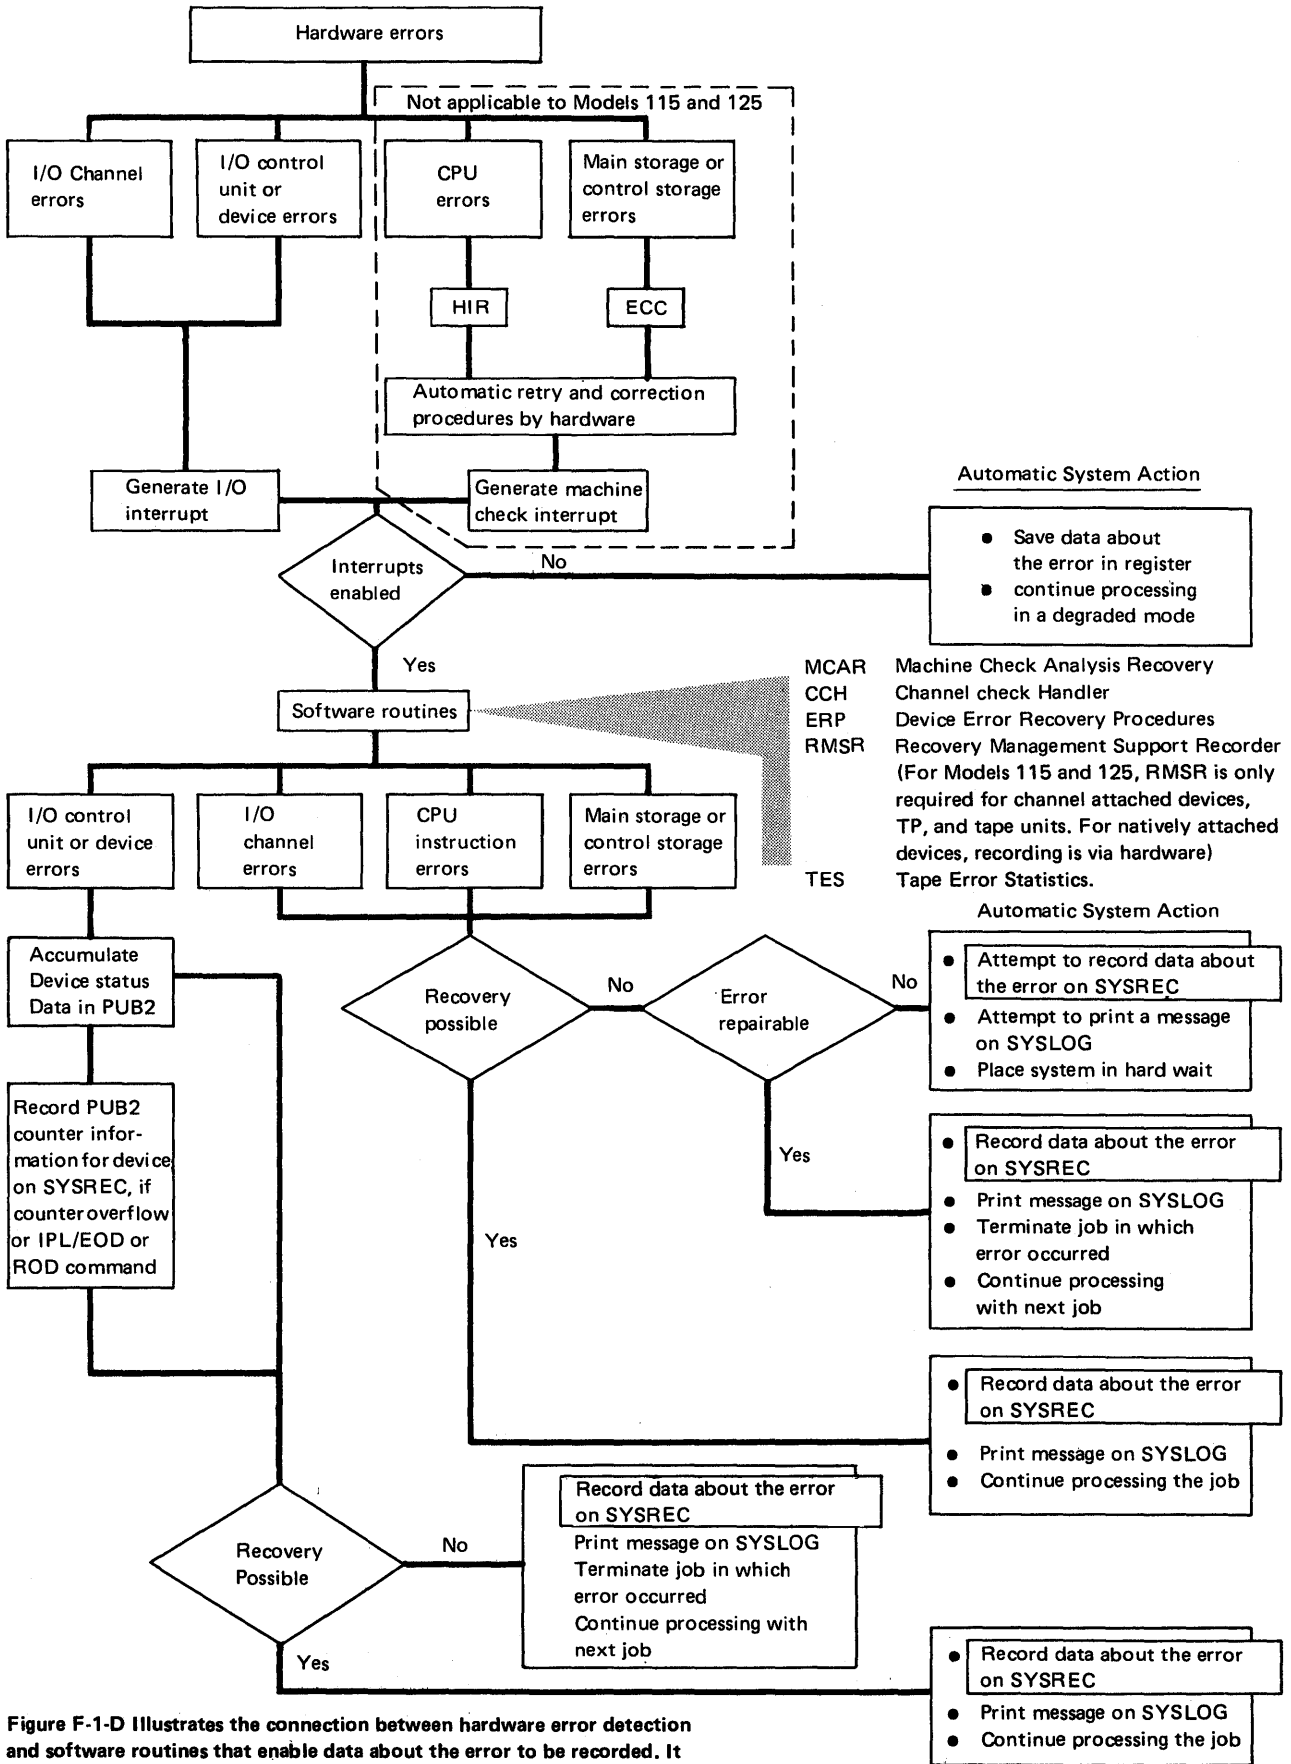 Hardware errors
Not applicable to Models 115 and 125
I/O Channel
errors
I/O control
unit or
device errors
CPU
errors
Main storage or
control storage
errors
HIR
ECC
Automatic retry and correction
procedures by hardware
Generate I/O
interrupt
Generate machine
check interrupt
Automatic System Action
● Save data about
the error in register
● continue processing
in a degraded mode
Interrupts
enabled
No
Yes
Software routines
MCAR Machine Check Analysis Recovery
CCH Channel check Handler
ERP Device Error Recovery Procedures
RMSR Recovery Management Support Recorder
(For Models 115 and 125, RMSR is only
required for channel attached devices,
TP, and tape units. For natively attached
devices, recording is via hardware)
TES Tape Error Statistics.
I/O control
unit or device
errors
I/O
channel
errors
CPU
instruction
errors
Main storage or
control storage
errors
Automatic System Action
Accumulate
Device status
Data in PUB2
Recovery
possible
No
Error
repairable
No
● Attempt to record data about
the error on SYSREC
● Attempt to print a message
on SYSLOG
● Place system in hard wait
Record PUB2
counter infor-
mation for device
on SYSREC, if
counter overflow
or IPL/EOD or
ROD command
Yes
● Record data about the error
on SYSREC
● Print message on SYSLOG
● Terminate job in which
error occurred
● Continue processing
with next job
Yes
● Record data about the error
on SYSREC
● Print message on SYSLOG
● Continue processing the job
Recovery
Possible
No
Record data about the error
on SYSREC
Print message on SYSLOG
Terminate job in which
error occurred
Continue processing with
next job
Yes
● Record data about the error
on SYSREC
● Print message on SYSLOG
● Continue processing the job
Figure F-1-D Illustrates the connection between hardware error detection
and software routines that enable data about the error to be recorded. It